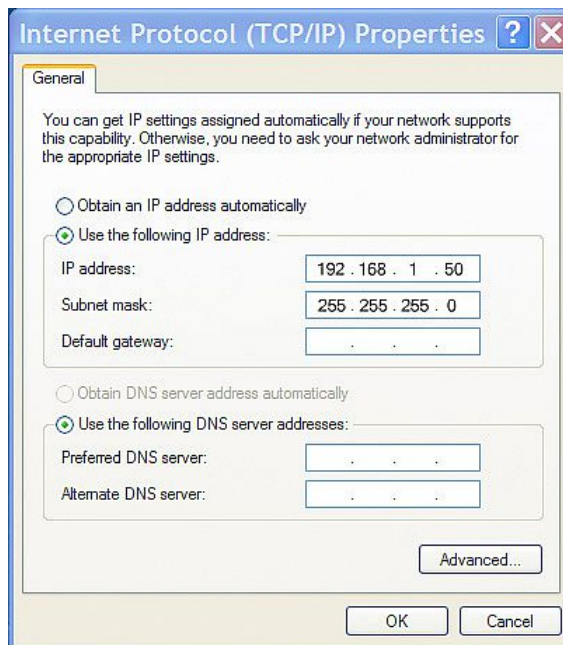 Internet Protocol (TCP/IP) Properties ?
General
You can get IP settings assigned automatically if your network supports
this capability. Otherwise, you need to ask your network administrator for
the appropriate IP settings.
Obtain an IP address automatically
Use the following IP address:
IP address: 192 . 168 . 1 . 50
Subnet mask: 255 . 255 . 255 . 0
Default gateway: . . .
Obtain DNS server address automatically
Use the following DNS server addresses:
Preferred DNS server: . . .
Alternate DNS server: . . .
Advanced...
OK Cancel